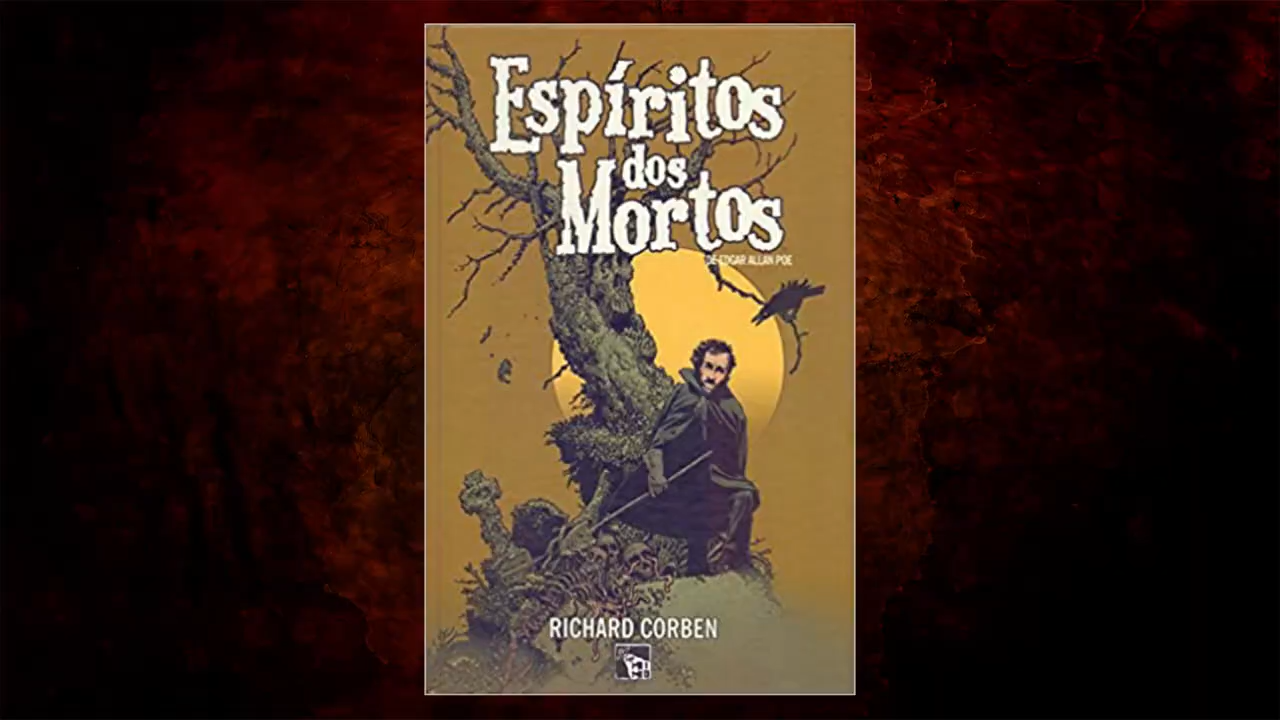 Espíritos
dos
Mortos
DE EDGAR ALLAN POE
RICHARD CORBEN